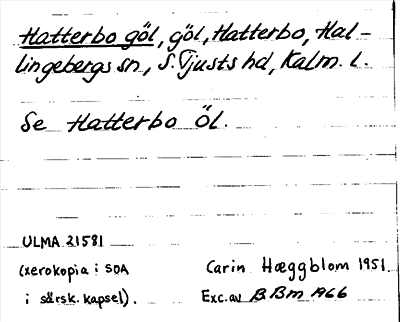 Hatterbo göl, göl, Hatterbo, Hal-
lingebergs sn, S. Tjusts hd, Kalm. l.
Se Hatterbo Öl.
ULMA 21581
(xerokopia i SOA
i särsk. kapsel).
Carin Hæggblom 1951.
Exc. av B. Bm 1966